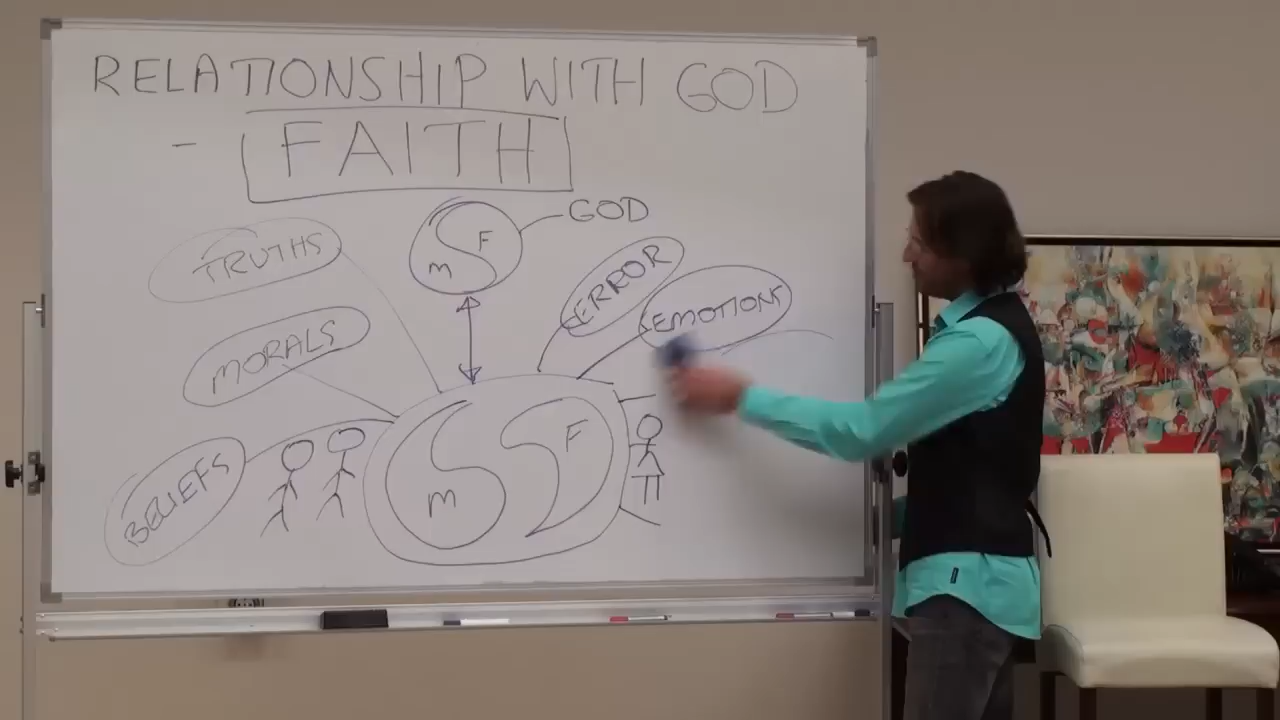 RELATIONSHIP WITH GOD
- FAITH
GOD
M F
TRUTHS
ERROR
EMOTIONS
MORALS
BELIEFS
M F